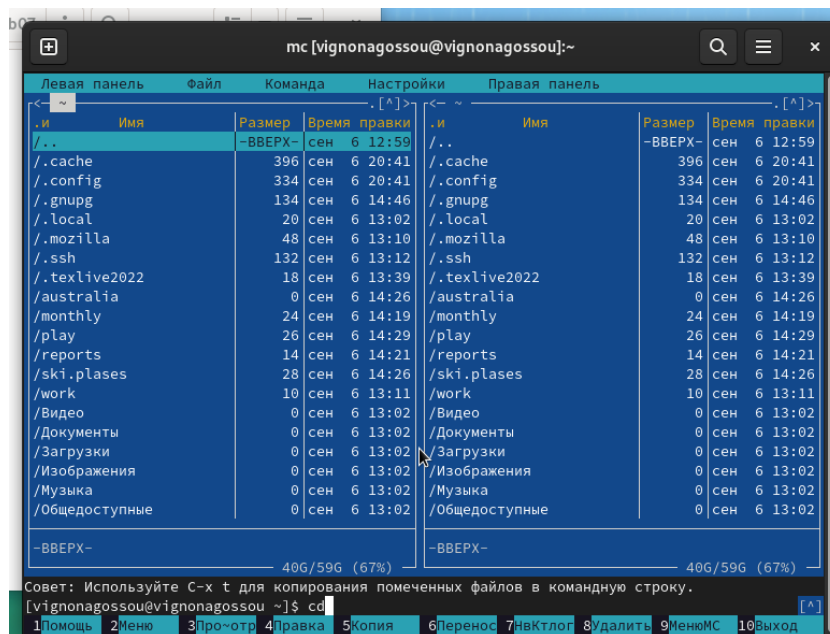 mc [vignonagossou@vignonagossou]:~
Левая панель Файл Команда Настройки Правая панель
<— ~ .[^]> <— ~ .[^]>
.и Имя Размер Время правки .и Имя Размер Время правки
/.. -ВВЕРХ- сен 6 12:59 /.. -ВВЕРХ- сен 6 12:59
/.cache 396 сен 6 20:41 /.cache 396 сен 6 20:41
/.config 334 сен 6 20:41 /.config 334 сен 6 20:41
/.gnupg 134 сен 6 14:46 /.gnupg 134 сен 6 14:46
/.local 20 сен 6 13:02 /.local 20 сен 6 13:02
/.mozilla 48 сен 6 13:10 /.mozilla 48 сен 6 13:10
/.ssh 132 сен 6 13:12 /.ssh 132 сен 6 13:12
/.texlive2022 18 сен 6 13:39 /.texlive2022 18 сен 6 13:39
/australia 0 сен 6 14:26 /australia 0 сен 6 14:26
/monthly 24 сен 6 14:19 /monthly 24 сен 6 14:19
/play 26 сен 6 14:29 /play 26 сен 6 14:29
/reports 14 сен 6 14:21 /reports 14 сен 6 14:21
/ski.plases 28 сен 6 14:26 /ski.plases 28 сен 6 14:26
/work 10 сен 6 13:11 /work 10 сен 6 13:11
/Видео 0 сен 6 13:02 /Видео 0 сен 6 13:02
/Документы 0 сен 6 13:02 /Документы 0 сен 6 13:02
/Загрузки 0 сен 6 13:02 /Загрузки 0 сен 6 13:02
/Изображения 0 сен 6 13:02 /Изображения 0 сен 6 13:02
/Музыка 0 сен 6 13:02 /Музыка 0 сен 6 13:02
/Общедоступные 0 сен 6 13:02 /Общедоступные 0 сен 6 13:02
-ВВЕРХ- -ВВЕРХ-
40G/59G (67%) 40G/59G (67%)
Совет: Используйте C-x t для копирования помеченных файлов в командную строку.
[vignonagossou@vignonagossou ~]$ cd [^]
1Помощь 2Меню 3Про~отр 4Правка 5Копия 6Перенос 7НвКтлог 8Удалить 9МенюMC 10Выход